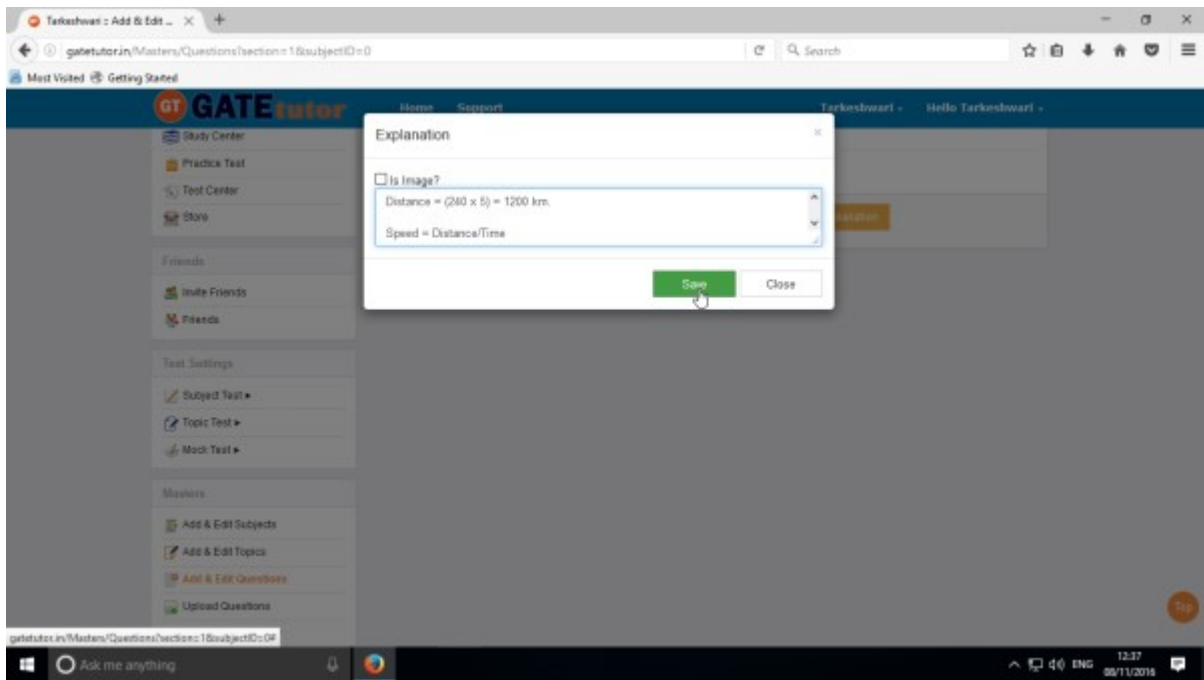 Tarkeshwari :: Add & Edit ...
gatetutor.in/Masters/Questions?section=1&subjectID=0
Search
Most Visited Getting Started
GT GATEtutor Home Support Tarkeshwari Hello Tarkeshwari
Study Center
Practice Test
Test Center
Store
Friends
Invite Friends
Friends
Test Settings
Subject Test
Topic Test
Mock Test
Masters
Add & Edit Subjects
Add & Edit Topics
Add & Edit Questions
Upload Questions
Explanation
×
Is Image?
Distance = (240 x 5) = 1200 km.
Speed = Distance/Time
Save Close
Top
gatetutor.in/Masters/Questions?section=1&subjectID=0#
Ask me anything
ENG
12:37
08/11/2016